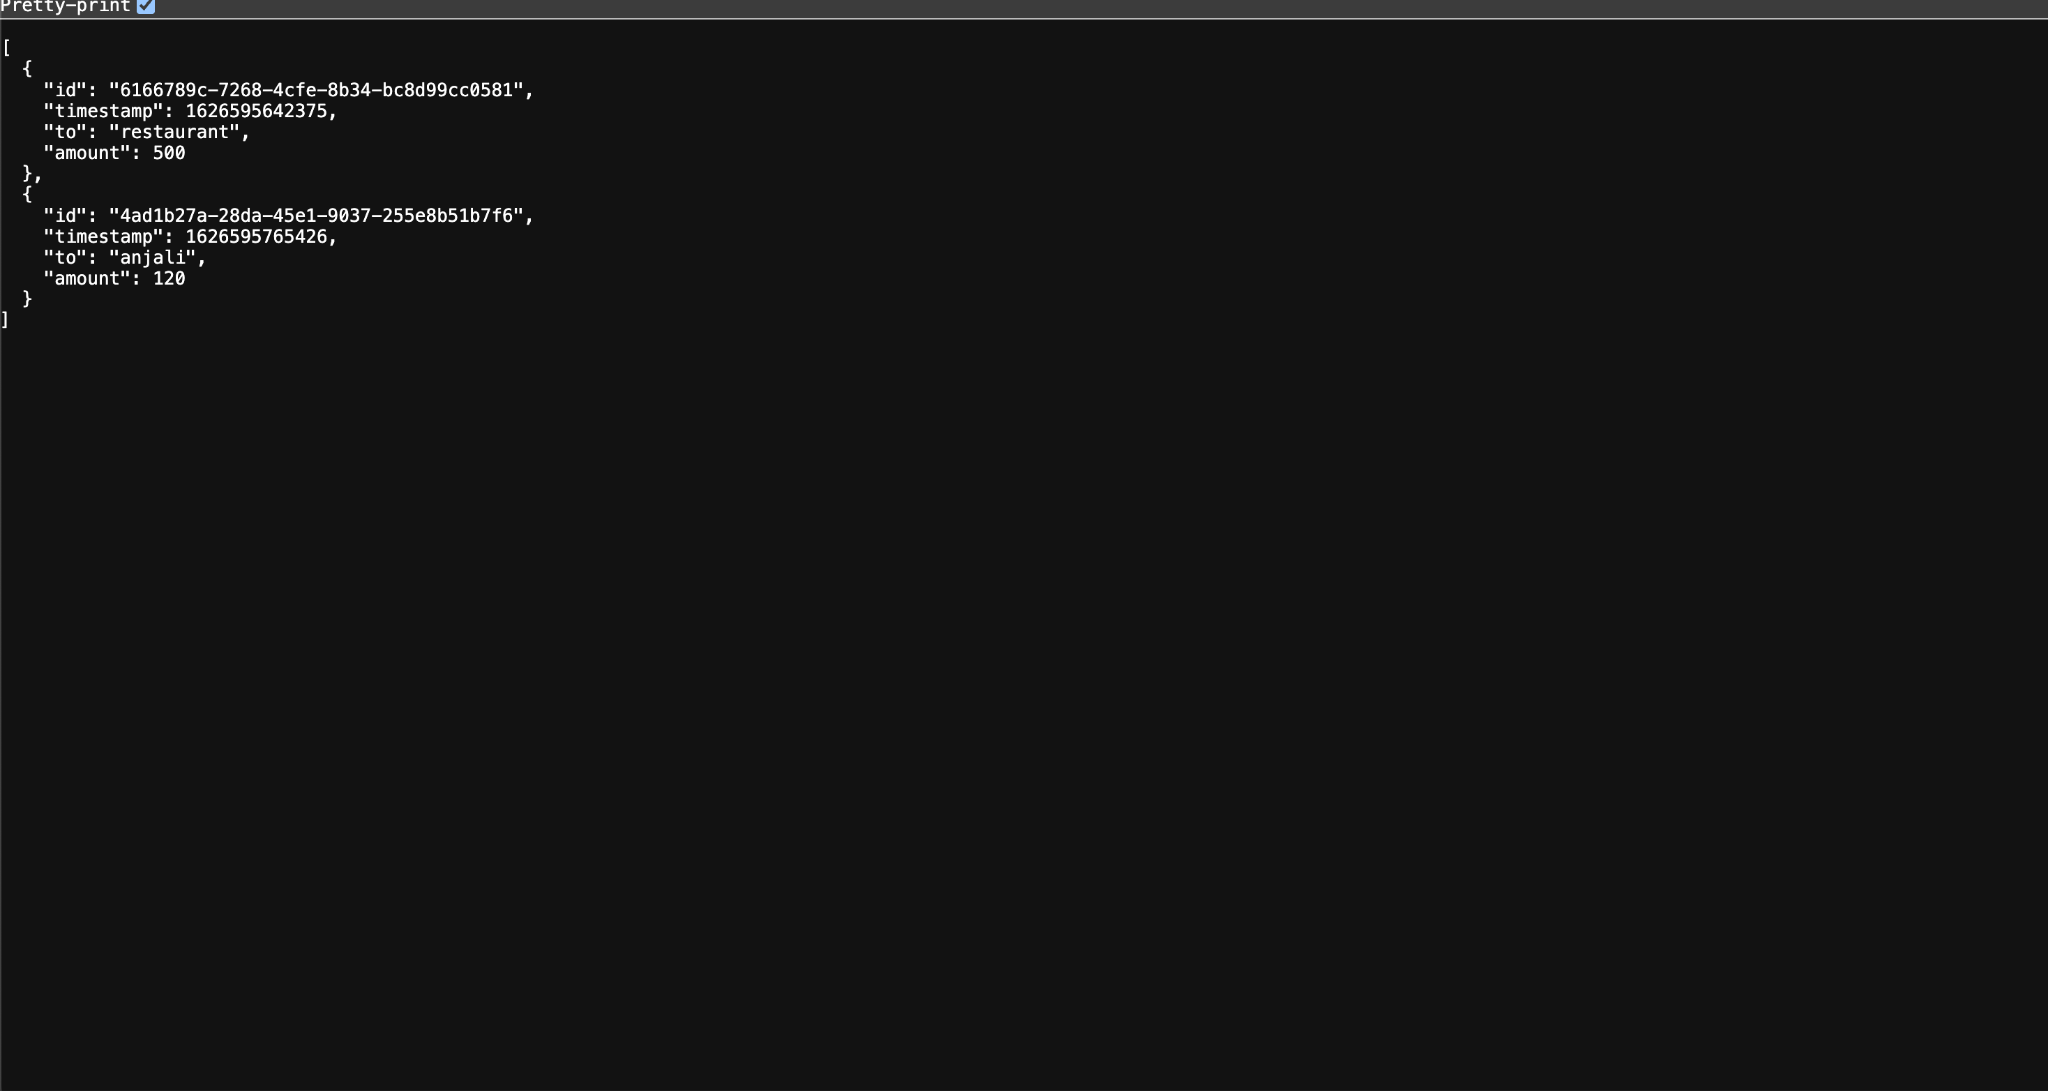 Pretty-print
[
  {
    "id": "6166789c-7268-4cfe-8b34-bc8d99cc0581",
    "timestamp": 1626595642375,
    "to": "restaurant",
    "amount": 500
  },
  {
    "id": "4ad1b27a-28da-45e1-9037-255e8b51b7f6",
    "timestamp": 1626595765426,
    "to": "anjali",
    "amount": 120
  }
]